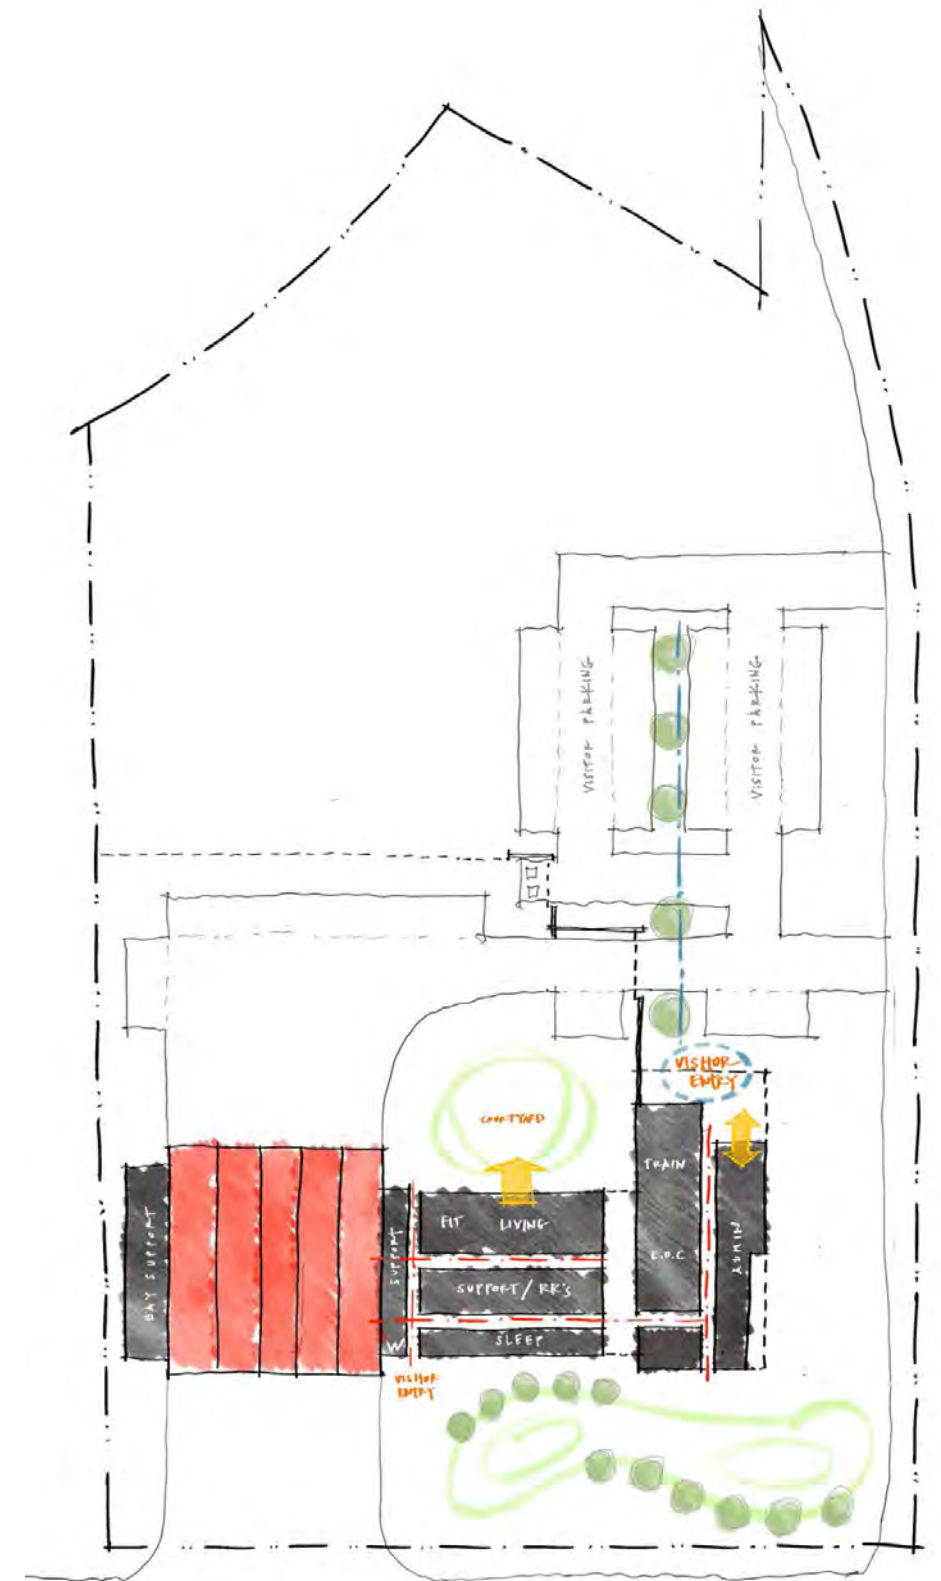 VISITOR PARKING
VISITOR PARKING
VISITOR
ENTRY
COURTYARD
TRAIN
FIT LIVING
E.O.C
ADMIN
BAY SUPPORT
SUPPORT
SUPPORT / RR'S
SLEEP
W
VISITOR
ENTRY